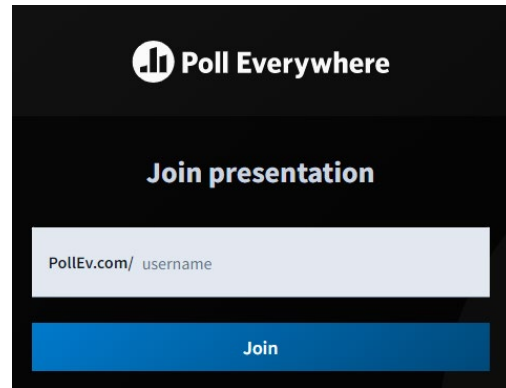 Poll Everywhere
Join presentation
PollEv.com/ username
Join